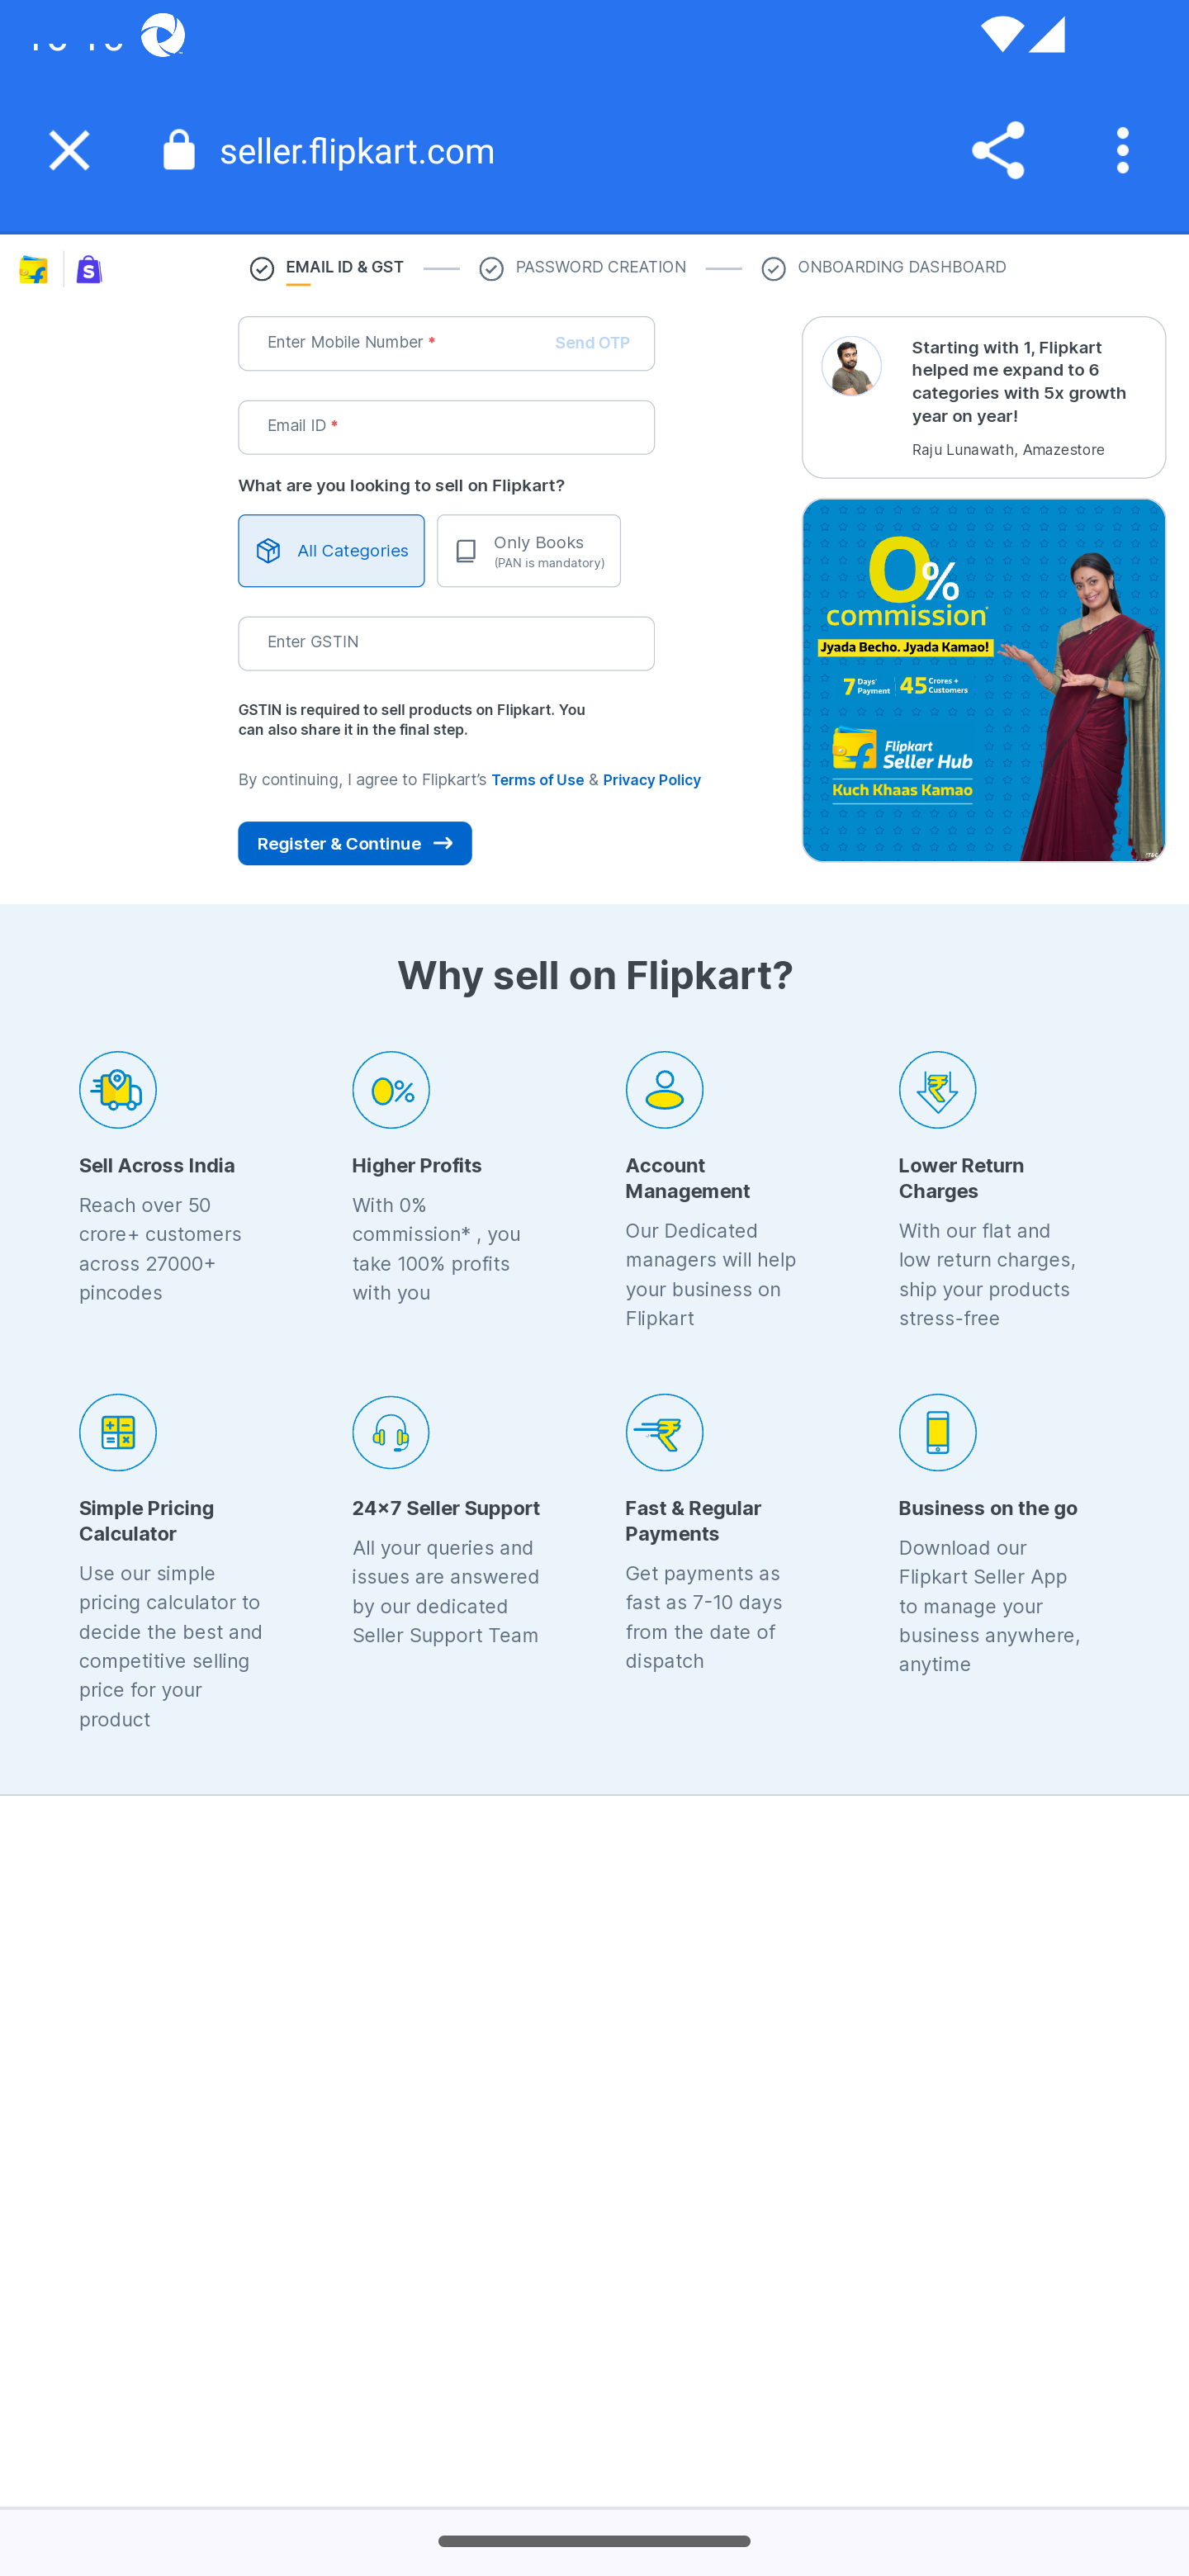 seller.flipkart.com
EMAIL ID & GST
PASSWORD CREATION
ONBOARDING DASHBOARD
Enter Mobile Number *
Send OTP
Email ID *
What are you looking to sell on Flipkart?
All Categories
Only Books
(PAN is mandatory)
Enter GSTIN
GSTIN is required to sell products on Flipkart. You
can also share it in the final step.
By continuing, I agree to Flipkart's Terms of Use & Privacy Policy
Register & Continue
Starting with 1, Flipkart
helped me expand to 6
categories with 5x growth
year on year!
Raju Lunawath, Amazestore
0%
commission*
Jyada Becho. Jyada Kamao!
7 Days* Payment
45 Crores + Customers
Flipkart
Seller Hub
Kuch Khaas Kamao
Why sell on Flipkart?
Sell Across India
Reach over 50
crore+ customers
across 27000+
pincodes
Higher Profits
With 0%
commission* , you
take 100% profits
with you
Account
Management
Our Dedicated
managers will help
your business on
Flipkart
Lower Return
Charges
With our flat and
low return charges,
ship your products
stress-free
Simple Pricing
Calculator
Use our simple
pricing calculator to
decide the best and
competitive selling
price for your
product
24x7 Seller Support
All your queries and
issues are answered
by our dedicated
Seller Support Team
Fast & Regular
Payments
Get payments as
fast as 7-10 days
from the date of
dispatch
Business on the go
Download our
Flipkart Seller App
to manage your
business anywhere,
anytime